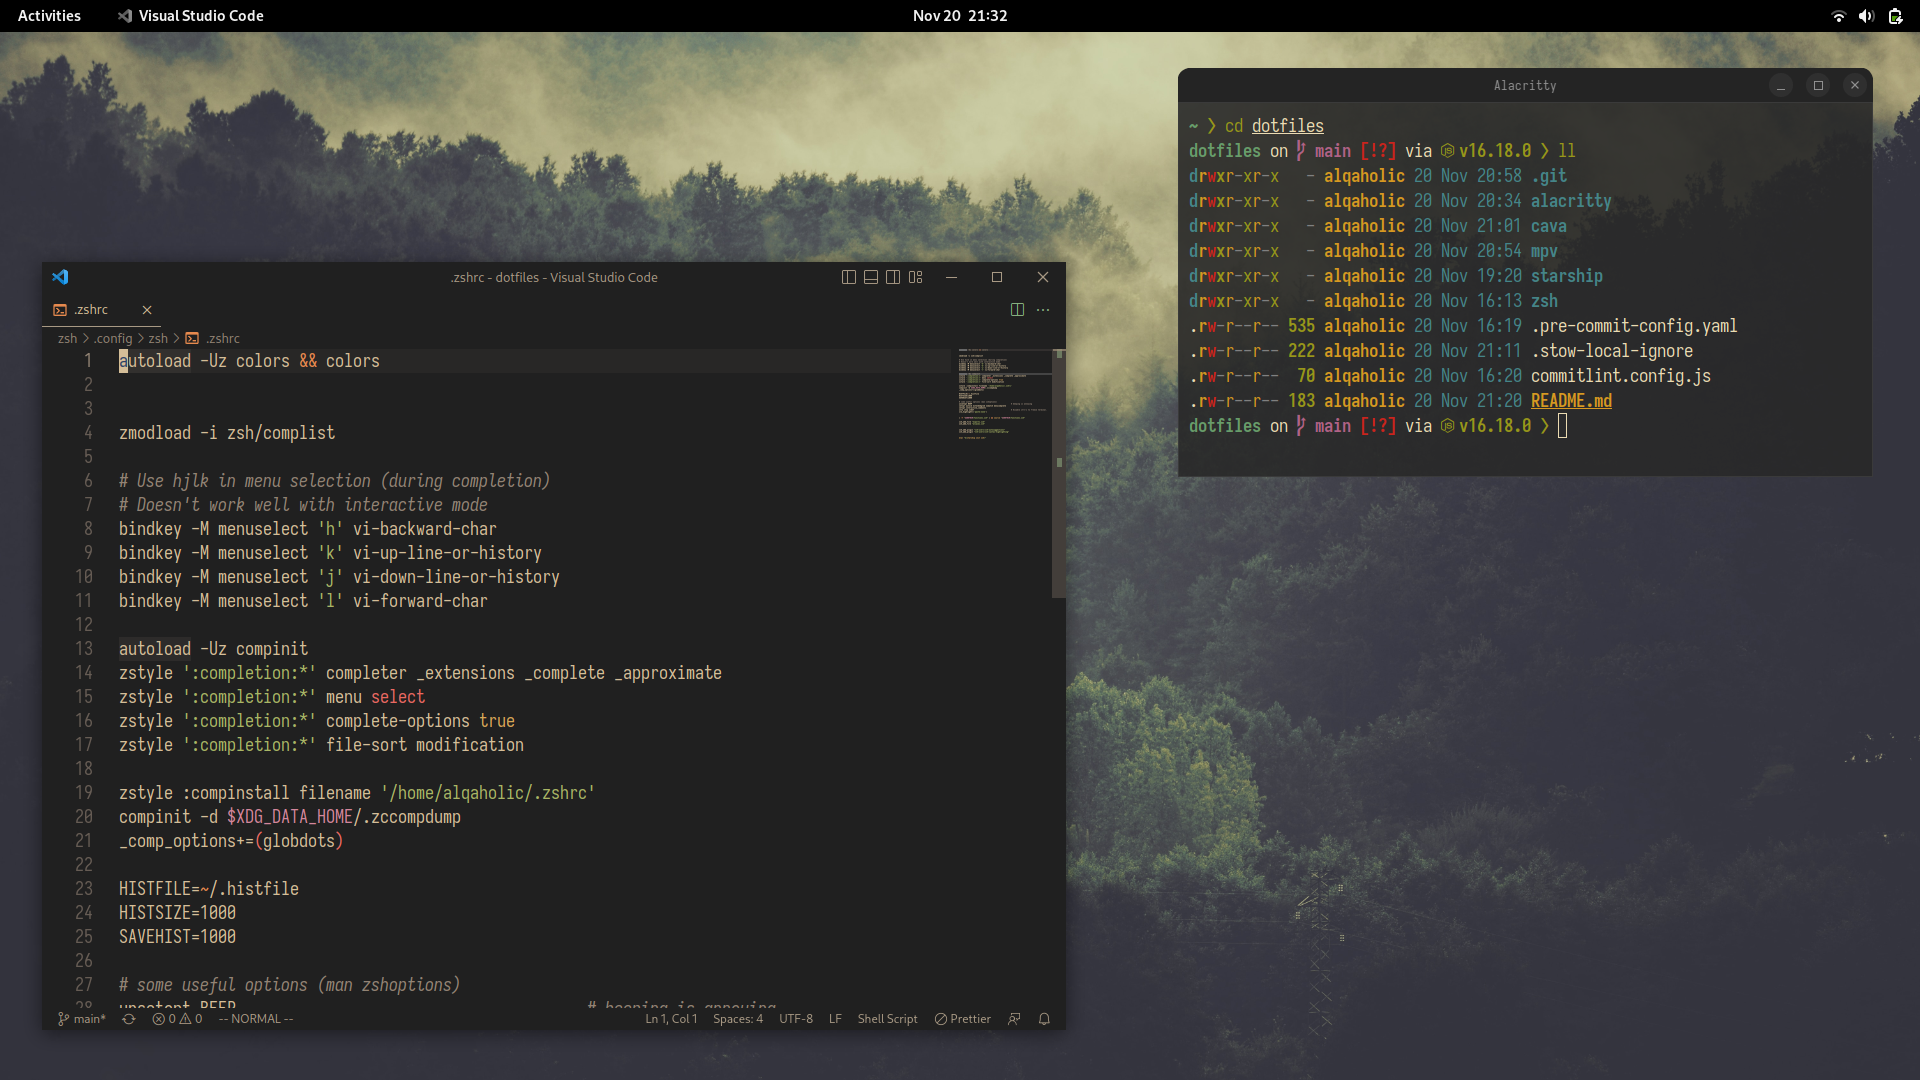 Activities Visual Studio Code Nov 20 21:32
Alacritty
~ ❯ cd dotfiles
dotfiles on main [!?] via v16.18.0 ❯ ll
drwxr-xr-x - alqaholic 20 Nov 20:58 .git
drwxr-xr-x - alqaholic 20 Nov 20:34 alacritty
drwxr-xr-x - alqaholic 20 Nov 21:01 cava
drwxr-xr-x - alqaholic 20 Nov 20:54 mpv
drwxr-xr-x - alqaholic 20 Nov 19:20 starship
drwxr-xr-x - alqaholic 20 Nov 16:13 zsh
.rw-r--r-- 535 alqaholic 20 Nov 16:19 .pre-commit-config.yaml
.rw-r--r-- 222 alqaholic 20 Nov 21:11 .stow-local-ignore
.rw-r--r-- 70 alqaholic 20 Nov 16:20 commitlint.config.js
.rw-r--r-- 183 alqaholic 20 Nov 21:20 README.md
dotfiles on main [!?] via v16.18.0 ❯
.zshrc - dotfiles - Visual Studio Code
.zshrc
zsh > .config > zsh > .zshrc
1 autoload -Uz colors && colors
2
3
4 zmodload -i zsh/complist
5
6 # Use hjlk in menu selection (during completion)
7 # Doesn't work well with interactive mode
8 bindkey -M menuselect 'h' vi-backward-char
9 bindkey -M menuselect 'k' vi-up-line-or-history
10 bindkey -M menuselect 'j' vi-down-line-or-history
11 bindkey -M menuselect 'l' vi-forward-char
12
13 autoload -Uz compinit
14 zstyle ':completion:*' completer _extensions _complete _approximate
15 zstyle ':completion:*' menu select
16 zstyle ':completion:*' complete-options true
17 zstyle ':completion:*' file-sort modification
18
19 zstyle :compinstall filename '/home/alqaholic/.zshrc'
20 compinit -d $XDG_DATA_HOME/.zccompdump
21 _comp_options+=(globdots)
22
23 HISTFILE=~/.histfile
24 HISTSIZE=1000
25 SAVEHIST=1000
26
27 # some useful options (man zshoptions)
28 unsetopt BEEP # beeping is annoying
main* 0 0 -- NORMAL -- Ln 1, Col 1 Spaces: 4 UTF-8 LF Shell Script Prettier